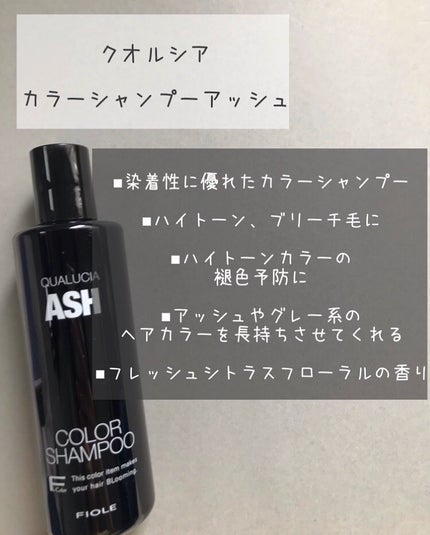 クオルシア
カラーシャンプーアッシュ
■染着性に優れたカラーシャンプー
■ハイトーン、ブリーチ毛に
■ハイトーンカラーの
褪色予防に
■アッシュやグレー系の
ヘアカラーを長持ちさせてくれる
■フレッシュシトラスフローラルの香り
QUALUCIA
ASH
COLOR
SHAMPOO
E Color
This color item makes
your hair BLooming.
FIOLE